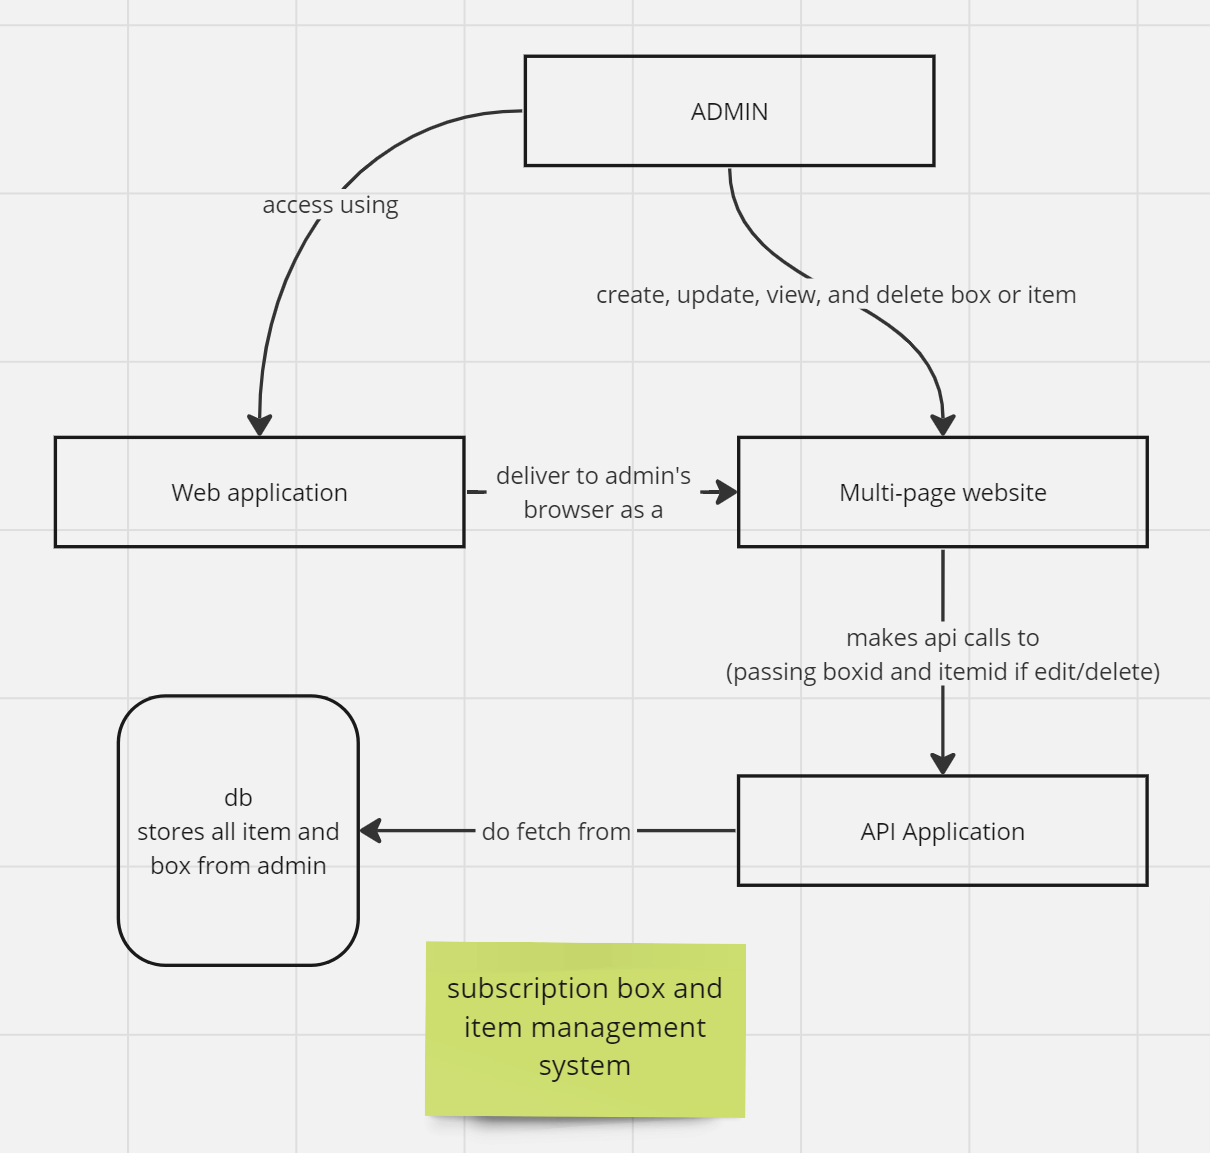 ADMIN
access using
create, update, view, and delete box or item
Web application
deliver to admin's
browser as a
Multi-page website
makes api calls to
(passing boxid and itemid if edit/delete)
db
stores all item and
box from admin
do fetch from
API Application
subscription box and
item management
system